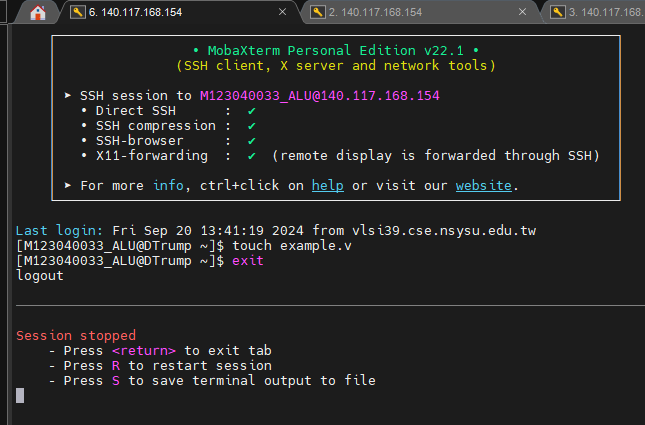 6. 140.117.168.154
2. 140.117.168.154
3. 140.117.168.
• MobaXterm Personal Edition v22.1 •
(SSH client, X server and network tools)
➤ SSH session to M123040033_ALU@140.117.168.154
• Direct SSH : ✔
• SSH compression : ✔
• SSH-browser : ✔
• X11-forwarding : ✔ (remote display is forwarded through SSH)
➤ For more info, ctrl+click on help or visit our website.
Last login: Fri Sep 20 13:41:19 2024 from vlsi39.cse.nsysu.edu.tw
[M123040033_ALU@DTrump ~]$ touch example.v
[M123040033_ALU@DTrump ~]$ exit
logout
Session stopped
- Press <return> to exit tab
- Press R to restart session
- Press S to save terminal output to file